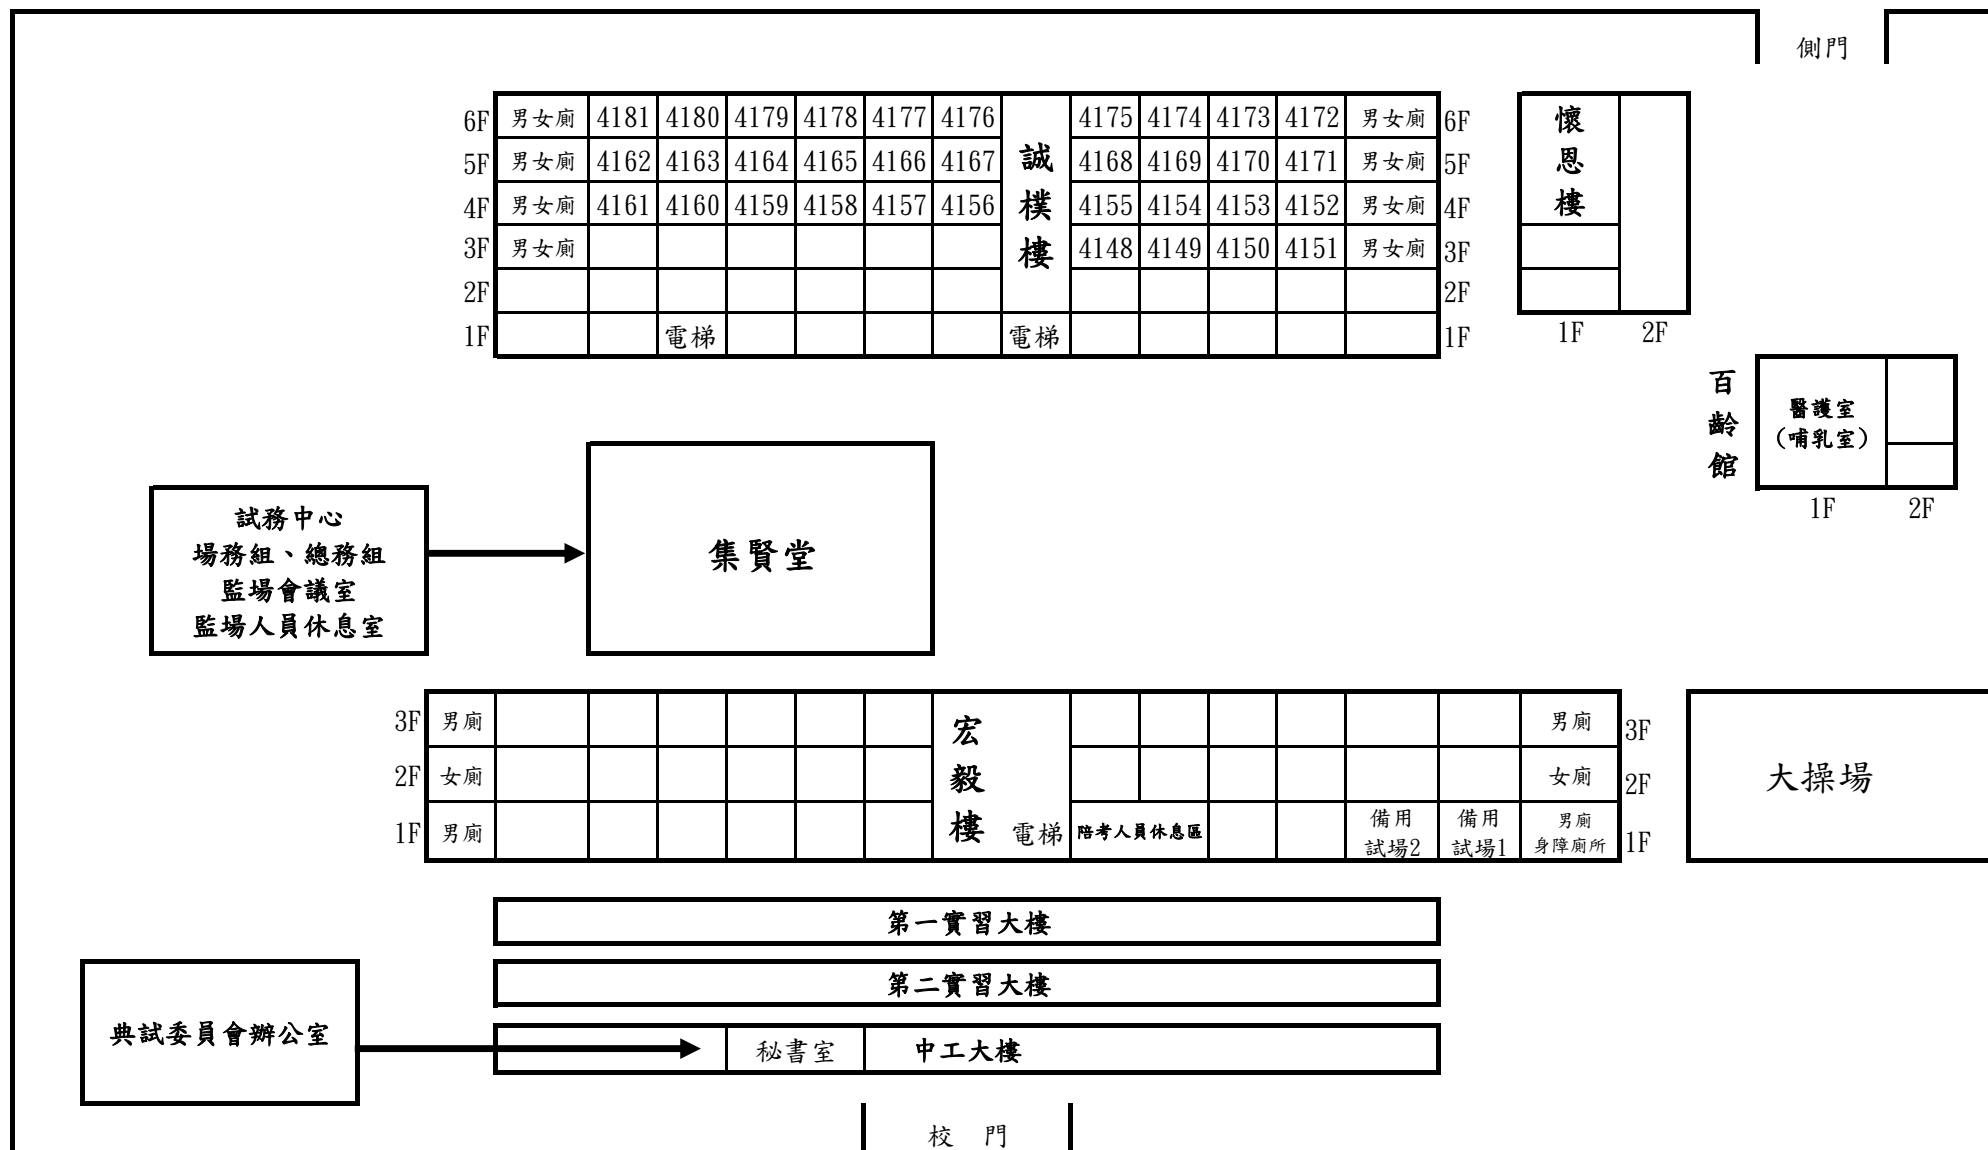 側門
6F 男女廁 4181 4180 4179 4178 4177 4176 4175 4174 4173 4172 男女廁 6F
5F 男女廁 4162 4163 4164 4165 4166 4167 4168 4169 4170 4171 男女廁 5F
4F 男女廁 4161 4160 4159 4158 4157 4156 4155 4154 4153 4152 男女廁 4F
3F 男女廁 4148 4149 4150 4151 男女廁 3F
2F 2F
1F 電梯 電梯 1F
誠樸樓
懷恩樓
1F 2F
百齡館
醫護室
(哺乳室)
1F 2F
試務中心
場務組、總務組
監場會議室
監場人員休息室
集賢堂
3F 男廁 男廁 3F
2F 女廁 女廁 2F
1F 男廁 電梯 陪考人員休息區 備用試場2 備用試場1 男廁身障廁所 1F
宏毅樓
大操場
第一實習大樓
第二實習大樓
典試委員會辦公室
秘書室 中工大樓
校 門